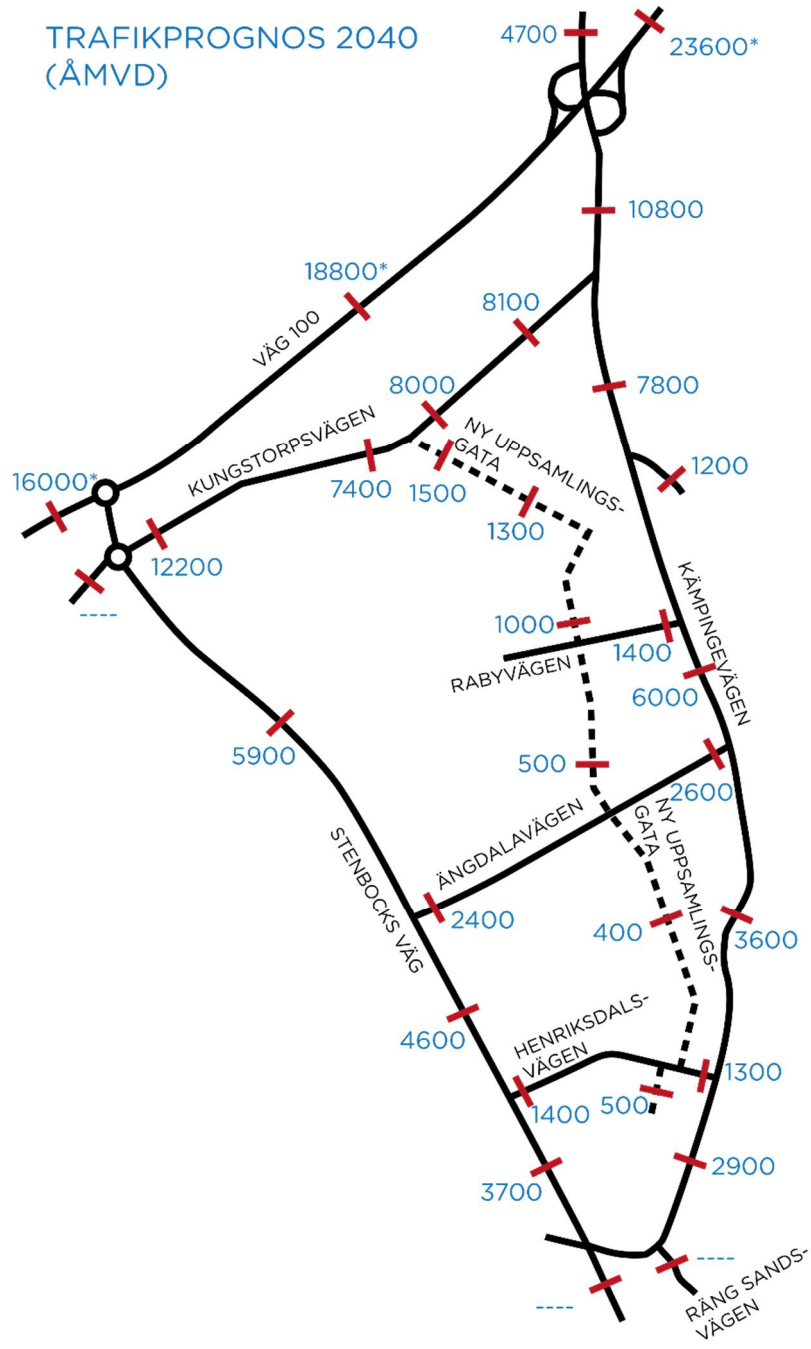 TRAFIKPROGNOS 2040
(ÅMVD)
4700
23600*
10800
18800*
8100
VÄG 100
8000
7800
KUNGSTORPSVÄGEN
NY UPPSAMLINGS-
GATA
16000*
7400
1500
1200
1300
12200
----
1000
1400
KÄMPINGEVÄGEN
RABYVÄGEN
6000
5900
500
2600
ÄNGDALAVÄGEN
NY UPPSAMLINGS-
GATA
STENBOCKS VÄG
2400
400
3600
4600
HENRIKSDALS-
VÄGEN
1300
1400
500
3700
2900
----
----
RÄNG SANDS-
VÄGEN